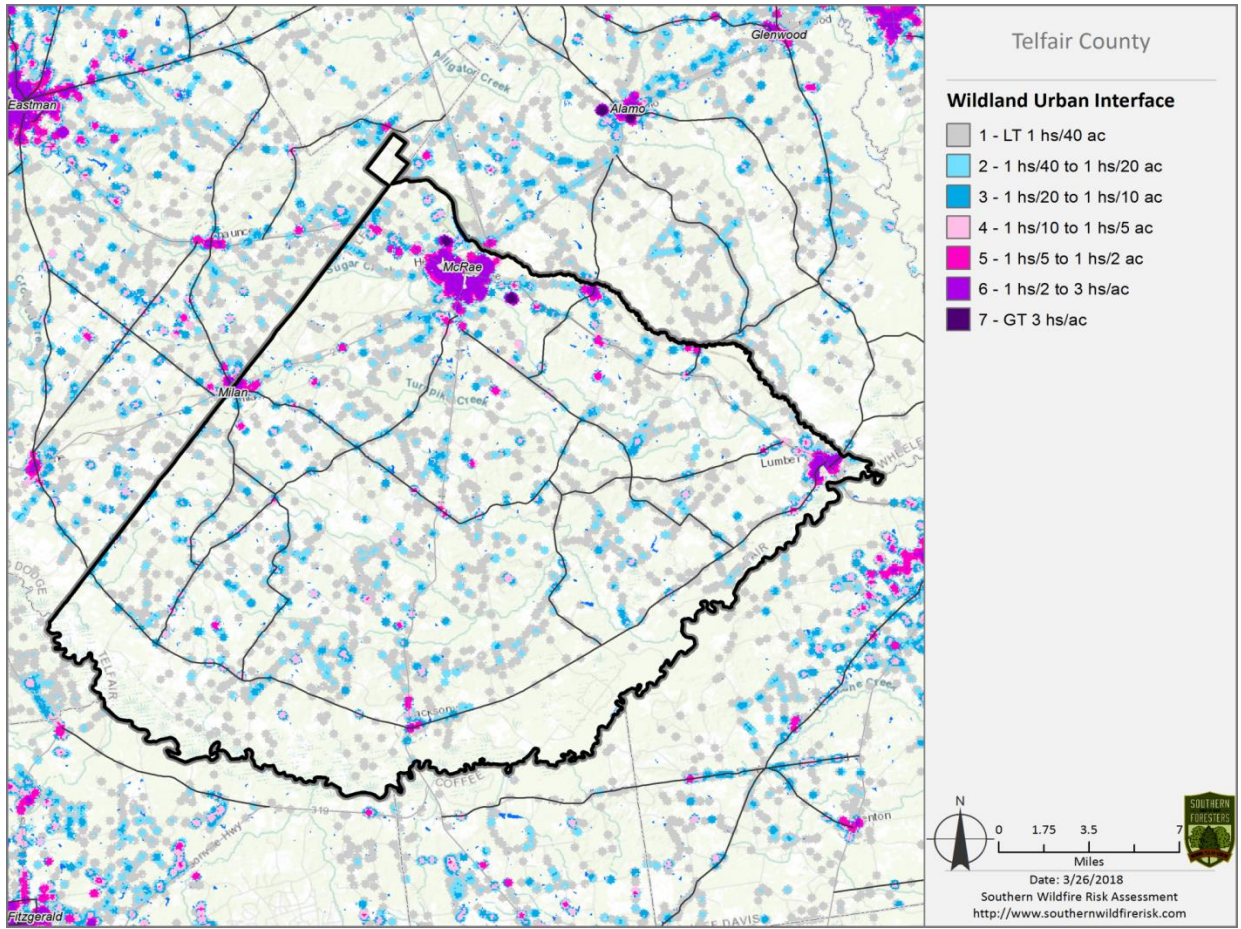 Telfair County
Wildland Urban Interface
1 - LT 1 hs/40 ac
2 - 1 hs/40 to 1 hs/20 ac
3 - 1 hs/20 to 1 hs/10 ac
4 - 1 hs/10 to 1 hs/5 ac
5 - 1 hs/5 to 1 hs/2 ac
6 - 1 hs/2 to 3 hs/ac
7 - GT 3 hs/ac
Glenwood
Alligator Creek
Eastman
Alamo
McRae
Milan
Creek
Lumber
WHEELE
DODGE
TELFAIR
COFFEE
319
Fitzgerald
F DAVIS
N
0 1.75 3.5 7
Miles
Date: 3/26/2018
Southern Wildfire Risk Assessment
http://www.southernwildfirerisk.com
SOUTHERN
FORESTERS